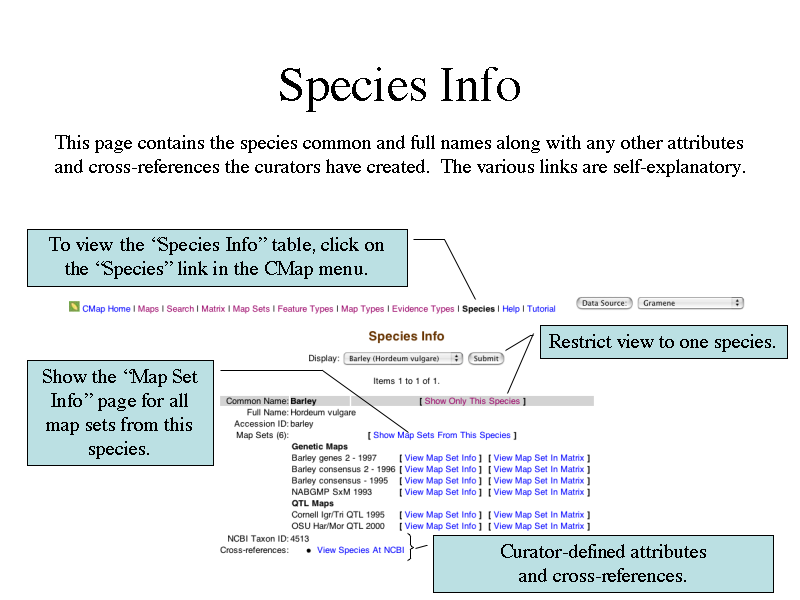 Species Info
This page contains the species common and full names along with any other attributes
and cross-references the curators have created.  The various links are self-explanatory.
To view the “Species Info” table, click on
the “Species” link in the CMap menu.
CMap Home | Maps | Search | Matrix | Map Sets | Feature Types | Map Types | Evidence Types | Species | Help | Tutorial
Data Source: Gramene
Species Info
Restrict view to one species.
Display: Barley (Hordeum vulgare) Submit
Show the “Map Set
Info” page for all
map sets from this
species.
Items 1 to 1 of 1.
Common Name: Barley [ Show Only This Species ]
Full Name: Hordeum vulgare
Accession ID: barley
Map Sets (6): [ Show Map Sets From This Species ]
Genetic Maps
Barley genes 2 - 1997 [ View Map Set Info ] [ View Map Set In Matrix ]
Barley consensus 2 - 1996 [ View Map Set Info ] [ View Map Set In Matrix ]
Barley consensus - 1995 [ View Map Set Info ] [ View Map Set In Matrix ]
NABGMP SxM 1993 [ View Map Set Info ] [ View Map Set In Matrix ]
QTL Maps
Cornell Igr/Tri QTL 1995 [ View Map Set Info ] [ View Map Set In Matrix ]
OSU Har/Mor QTL 2000 [ View Map Set Info ] [ View Map Set In Matrix ]
NCBI Taxon ID: 4513
Cross-references: • View Species At NCBI
Curator-defined attributes
and cross-references.